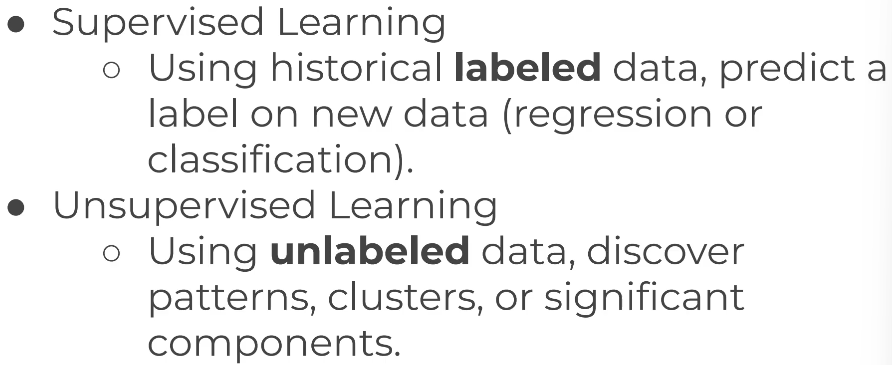 ● Supervised Learning
○ Using historical labeled data, predict a
label on new data (regression or
classification).
● Unsupervised Learning
○ Using unlabeled data, discover
patterns, clusters, or significant
components.